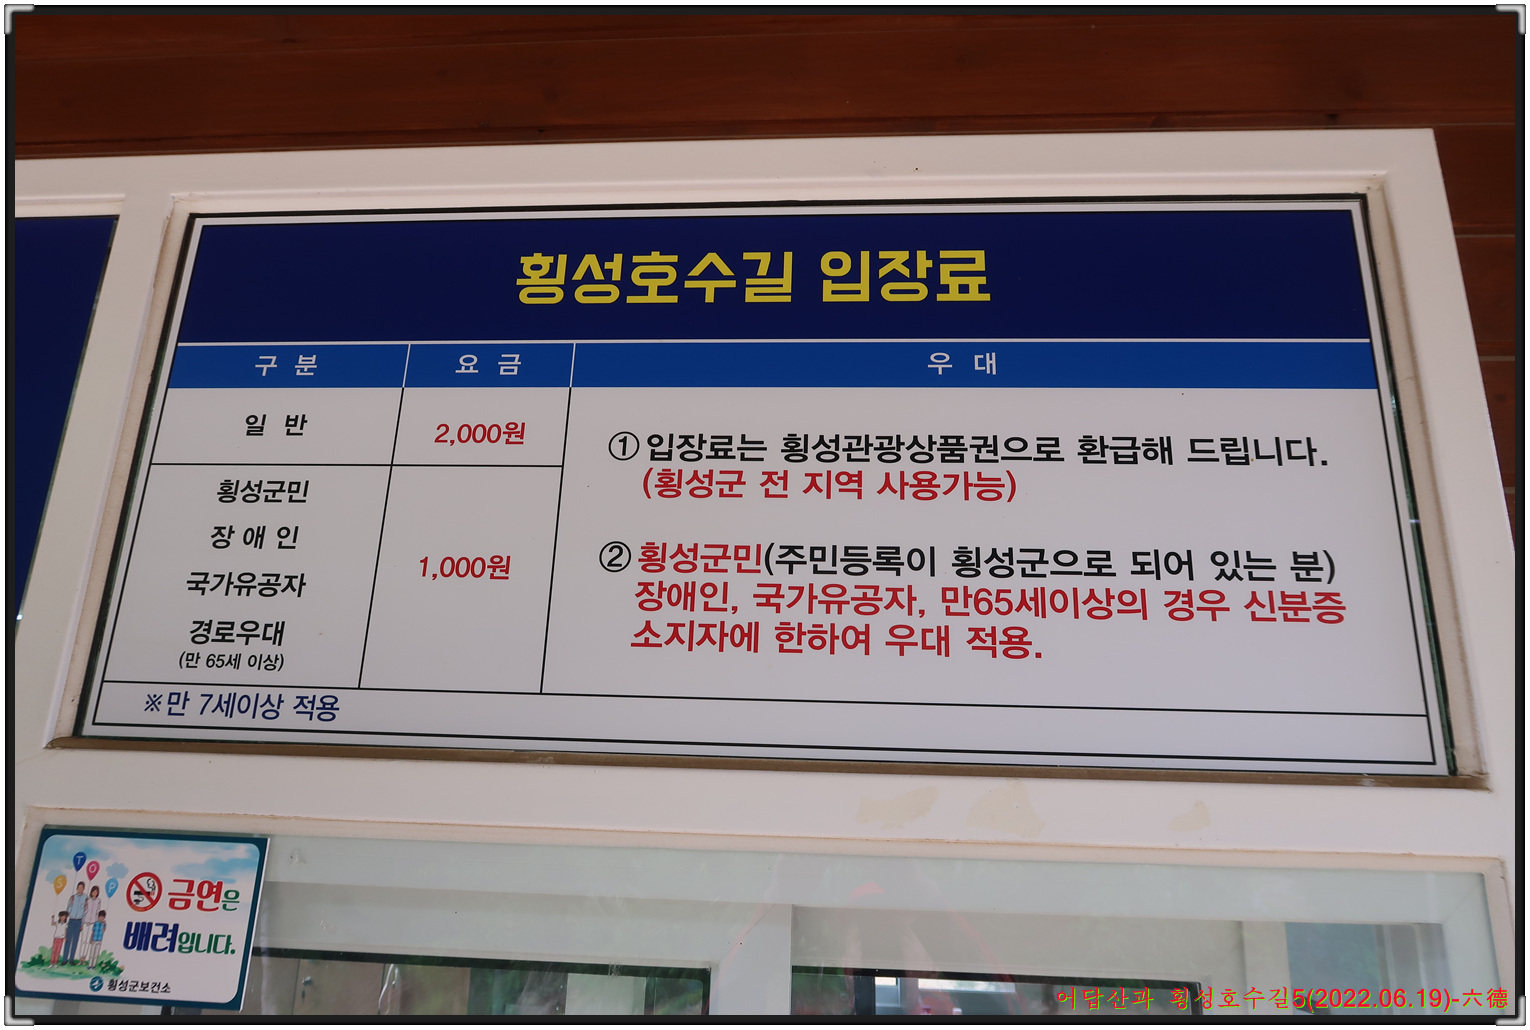 횡성호수길 입장료
구 분 요 금 우 대
일 반 2,000원
횡성군민
장 애 인
국가유공자
경로우대
(만 65세 이상)
1,000원
① 입장료는 횡성관광상품권으로 환급해 드립니다.
(횡성군 전 지역 사용가능)
② 횡성군민(주민등록이 횡성군으로 되어 있는 분)
장애인, 국가유공자, 만65세이상의 경우 신분증
소지자에 한하여 우대 적용.
※만 7세이상 적용
STOP
금연은
배려입니다.
횡성군보건소
어답산과 횡성호수길5(2022.06.19)-六德